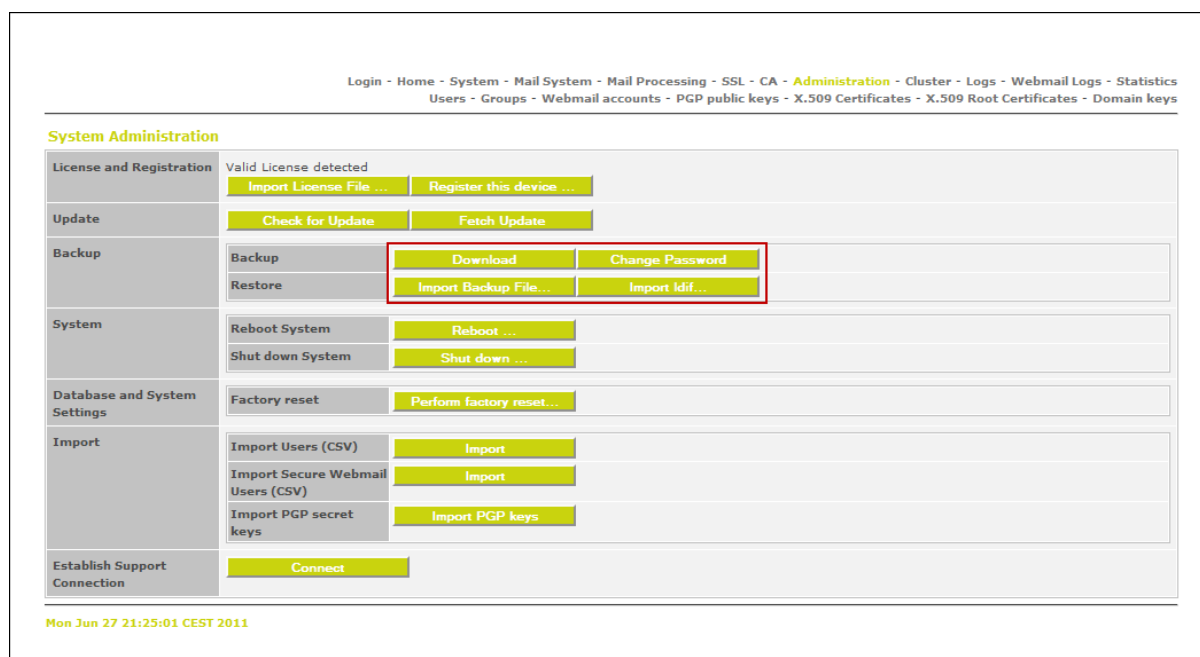 Login - Home - System - Mail System - Mail Processing - SSL - CA - Administration - Cluster - Logs - Webmail Logs - Statistics
Users - Groups - Webmail accounts - PGP public keys - X.509 Certificates - X.509 Root Certificates - Domain keys
System Administration
License and Registration Valid License detected
Import License File ... Register this device ...
Update Check for Update Fetch Update
Backup Backup Download Change Password
Restore Import Backup File... Import ldif...
System Reboot System Reboot ...
Shut down System Shut down ...
Database and System
Settings
Factory reset Perform factory reset...
Import Import Users (CSV) Import
Import Secure Webmail
Users (CSV)
Import
Import PGP secret
keys
Import PGP keys
Establish Support
Connection
Connect
Mon Jun 27 21:25:01 CEST 2011